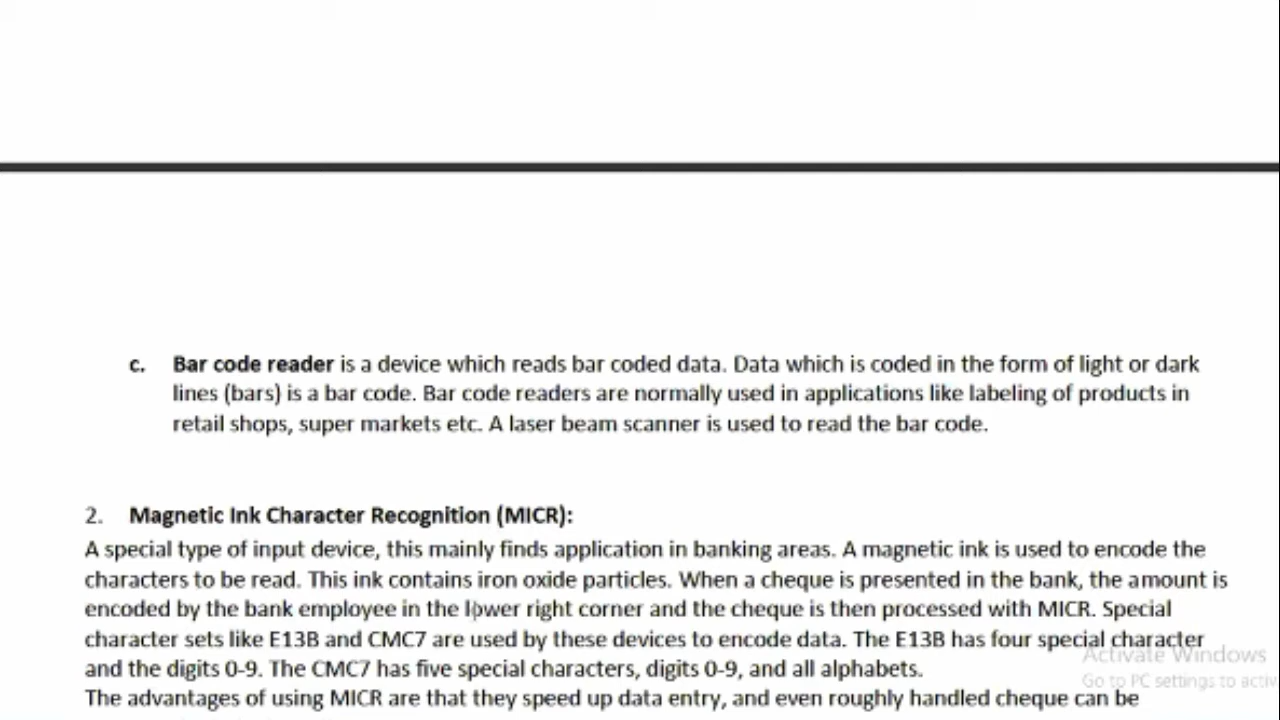 c. Bar code reader is a device which reads bar coded data. Data which is coded in the form of light or dark
lines (bars) is a bar code. Bar code readers are normally used in applications like labeling of products in
retail shops, super markets etc. A laser beam scanner is used to read the bar code.
2. Magnetic Ink Character Recognition (MICR):
A special type of input device, this mainly finds application in banking areas. A magnetic ink is used to encode the
characters to be read. This ink contains iron oxide particles. When a cheque is presented in the bank, the amount is
encoded by the bank employee in the lower right corner and the cheque is then processed with MICR. Special
character sets like E13B and CMC7 are used by these devices to encode data. The E13B has four special character
and the digits 0-9. The CMC7 has five special characters, digits 0-9, and all alphabets.
The advantages of using MICR are that they speed up data entry, and even roughly handled cheque can be
Activate Windows
Go to PC settings to activ